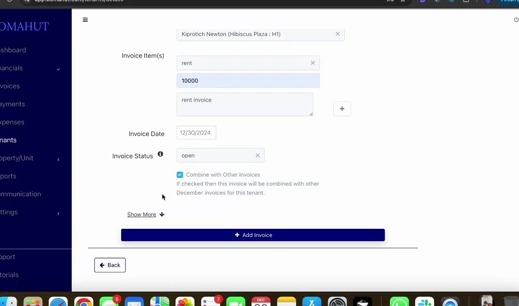 OMAHUT
Kiprotich Newton (Hibiscus Plaza : H1)
shboard
Invoice Item(s)
rent
ancials
10000
voices
rent invoice
yments
penses
nants
Invoice Date
12/30/2024
operty/Unit
Invoice Status
open
ports
Combine with Other Invoices
mmunication
If checked then this invoice will be combined with other
December invoices for this tenant.
ttings
Show More
+ Add Invoice
pport
Back
torials